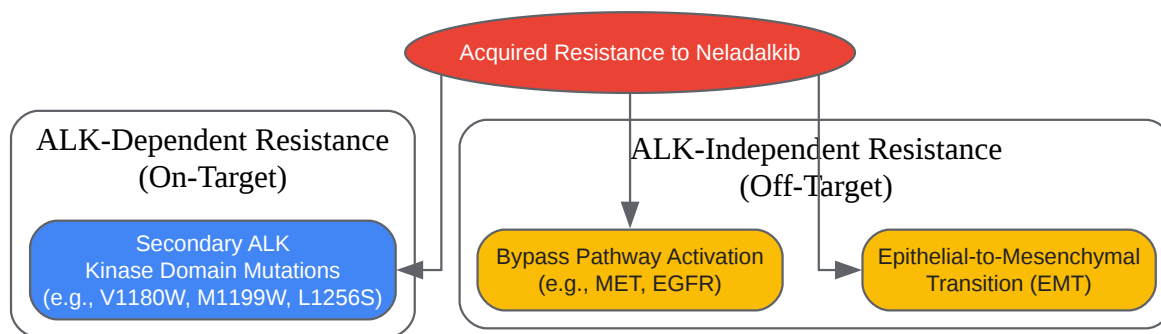 Acquired Resistance to Neladalkib
ALK-Dependent Resistance
(On-Target)
Secondary ALK
Kinase Domain Mutations
(e.g., V1180W, M1199W, L1256S)
ALK-Independent Resistance
(Off-Target)
Bypass Pathway Activation
(e.g., MET, EGFR)
Epithelial-to-Mesenchymal
Transition (EMT)